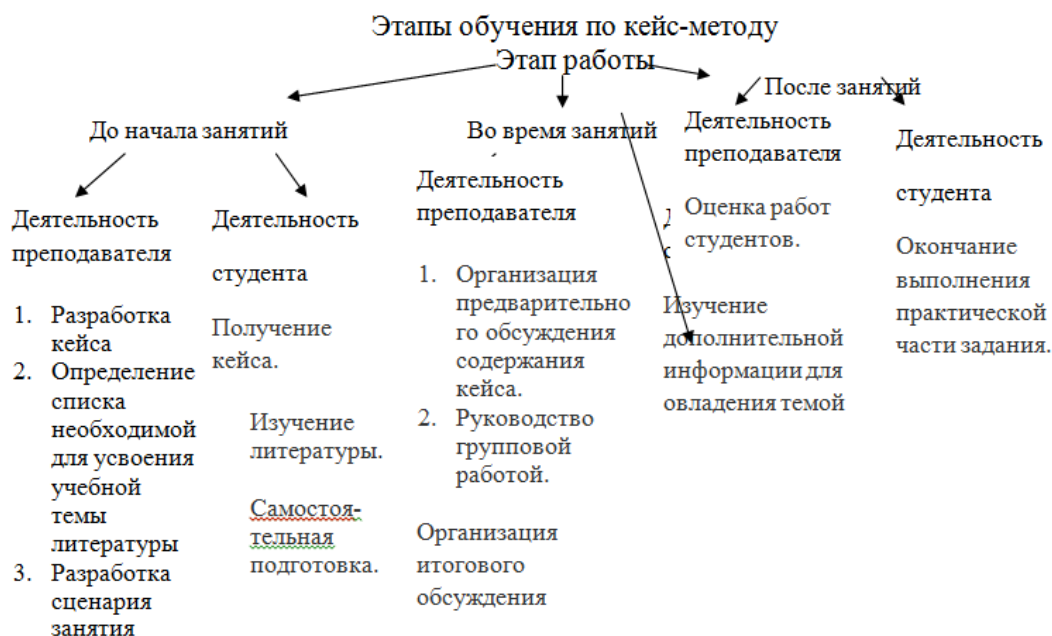 Этапы обучения по кейс-методу
Этап работы
До начала занятий
Деятельность
преподавателя
1. Разработка
кейса
2. Определение
списка
необходимой
для усвоения
учебной
темы
литературы
3. Разработка
сценария
занятия
Деятельность
студента
Получение
кейса.
Изучение
литературы.
Самостоя-
тельная
подготовка.
Во время занятий
Деятельность
преподавателя
1. Организация
предварительно
го обсуждения
содержания
кейса.
2. Руководство
групповой
работой.
Организация
итогового
обсуждения
Изучение
дополнительной
информации для
овладения темой
После занятий
Деятельность
преподавателя
Оценка работ
студентов.
Деятельность
студента
Окончание
выполнения
практической
части задания.